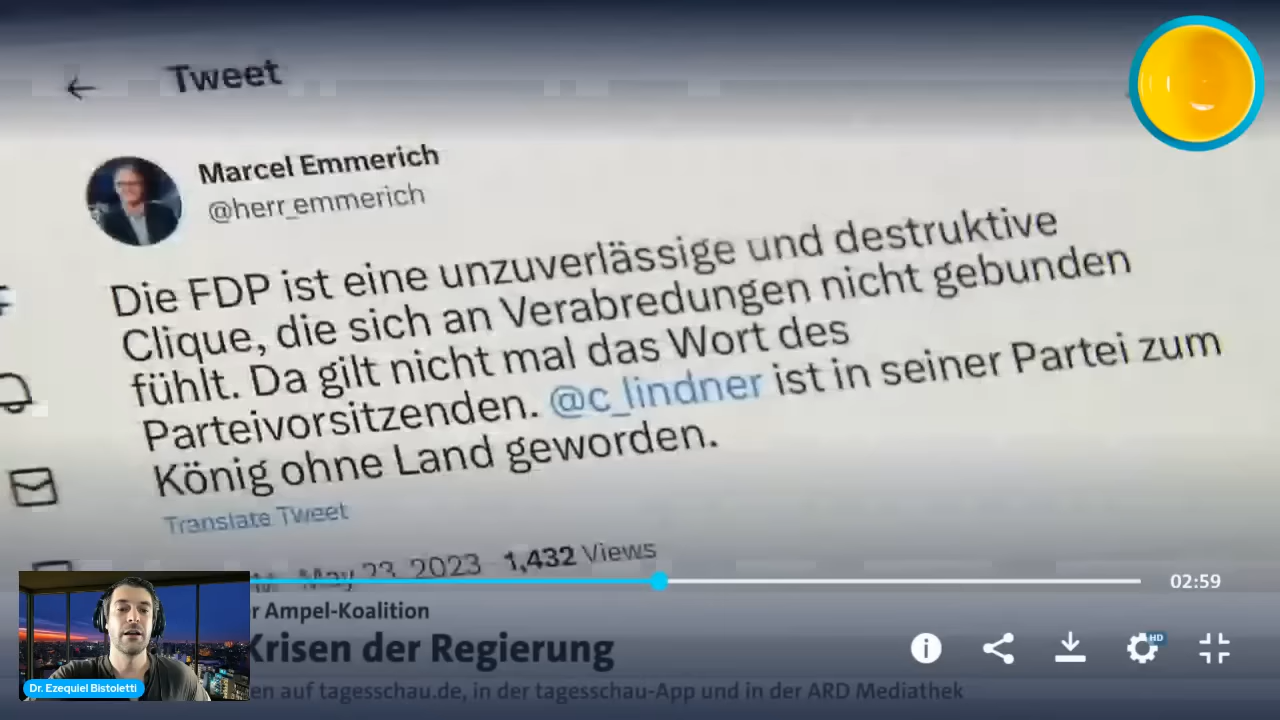 Tweet
Marcel Emmerich
@herr_emmerich
Die FDP ist eine unzuverlässige und destruktive
Clique, die sich an Verabredungen nicht gebunden
fühlt. Da gilt nicht mal das Wort des
Parteivorsitzenden. @c_lindner ist in seiner Partei zum
König ohne Land geworden.
Translate Tweet
May 23, 2023 1,432 Views
02:59
r Ampel-Koalition
Krisen der Regierung
en auf tagesschau.de, in der tagesschau-App und in der ARD Mediathek
HD
Dr. Ezequiel Bistoletti